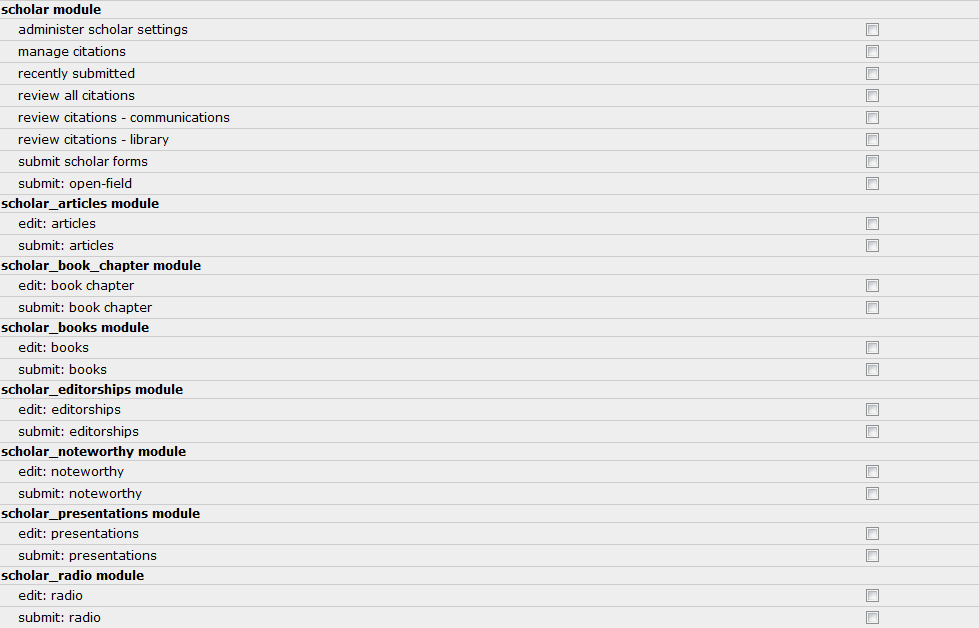 scholar module
administer scholar settings
manage citations
recently submitted
review all citations
review citations - communications
review citations - library
submit scholar forms
submit: open-field
scholar_articles module
edit: articles
submit: articles
scholar_book_chapter module
edit: book chapter
submit: book chapter
scholar_books module
edit: books
submit: books
scholar_editorships module
edit: editorships
submit: editorships
scholar_noteworthy module
edit: noteworthy
submit: noteworthy
scholar_presentations module
edit: presentations
submit: presentations
scholar_radio module
edit: radio
submit: radio